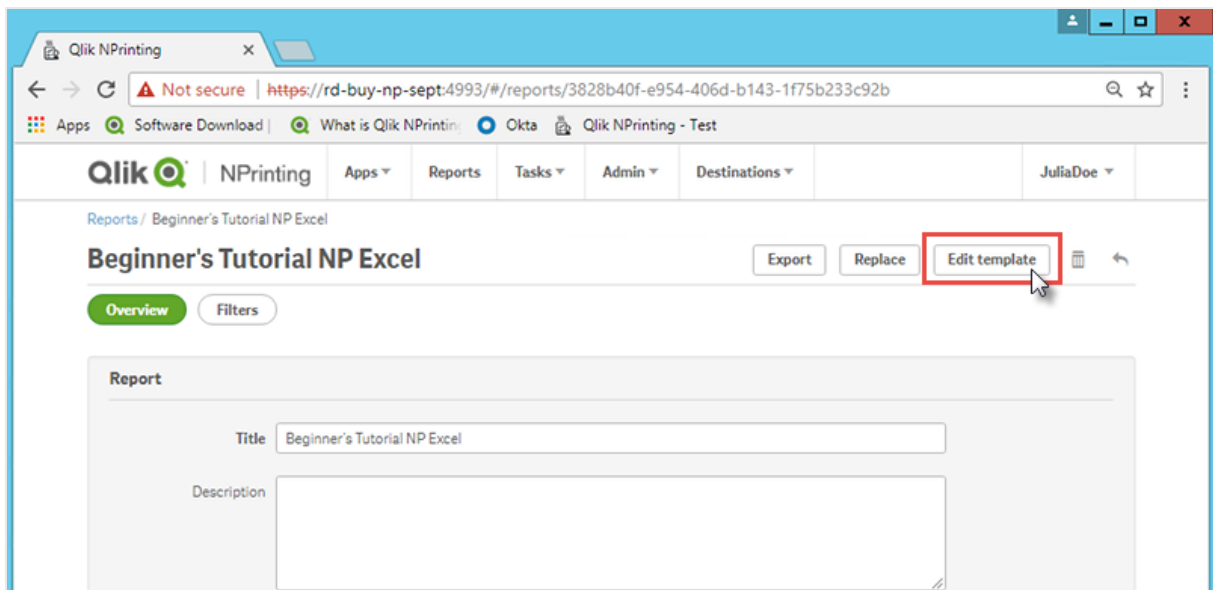 Qlik NPrinting
Not secure | https://rd-buy-np-sept:4993/#/reports/3828b40f-e954-406d-b143-1f75b233c92b
Apps Software Download | What is Qlik NPrintin Okta Qlik NPrinting - Test
Qlik NPrinting Apps Reports Tasks Admin Destinations JuliaDoe
Reports / Beginner's Tutorial NP Excel
Beginner's Tutorial NP Excel Export Replace Edit template
Overview Filters
Report
Title Beginner's Tutorial NP Excel
Description